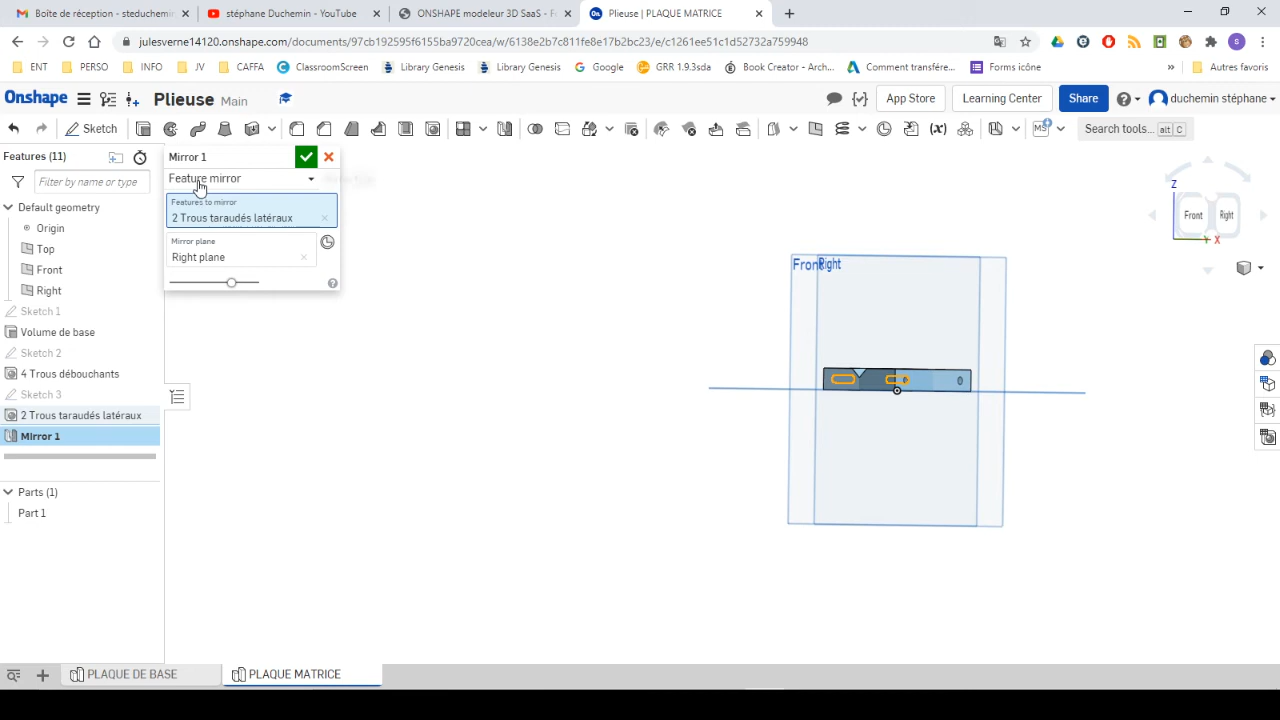 Boîte de réception - steduchemin
stéphane Duchemin - YouTube
ONSHAPE modeleur 3D SaaS - F
Plieuse | PLAQUE MATRICE
julesverne14120.onshape.com/documents/97cb192595f6155ba9720cea/w/6138e2b7c811fe8e17b2bc23/e/c1261ee51c1d52732a759948
ENT PERSO INFO JV CAFFA ClassroomScreen Library Genesis Library Genesis Google GRR 1.9.3sda Book Creator - Arch... Comment transfére... Forms icône » Autres favoris
Onshape Plieuse Main App Store Learning Center Share duchemin stéphane
Sketch Search tools... alt C
Features (11)
Filter by name or type
Default geometry
Origin
Top
Front
Right
Sketch 1
Volume de base
Sketch 2
4 Trous débouchants
Sketch 3
2 Trous taraudés latéraux
Mirror 1
Parts (1)
Part 1
Mirror 1
Feature mirror
Features to mirror
2 Trous taraudés latéraux
Mirror plane
Right plane
Front
Right
Z
Front
Right
Y
X
PLAQUE DE BASE
PLAQUE MATRICE